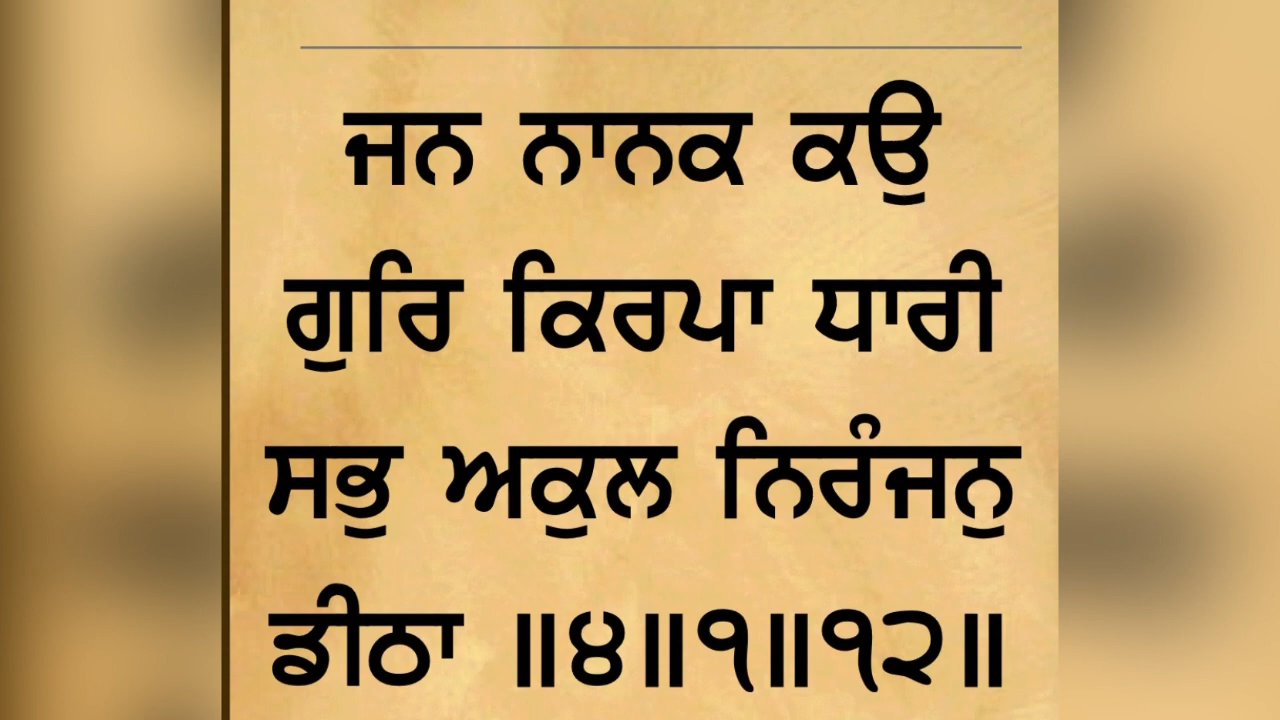 ਜਨ ਨਾਨਕ ਕਉ
ਗੁਰਿ ਕਿਰਪਾ ਧਾਰੀ
ਸਭੁ ਅਕੁਲ ਨਿਰੰਜਨੁ
ਡੀਠਾ ॥੪॥੧॥੧੨॥